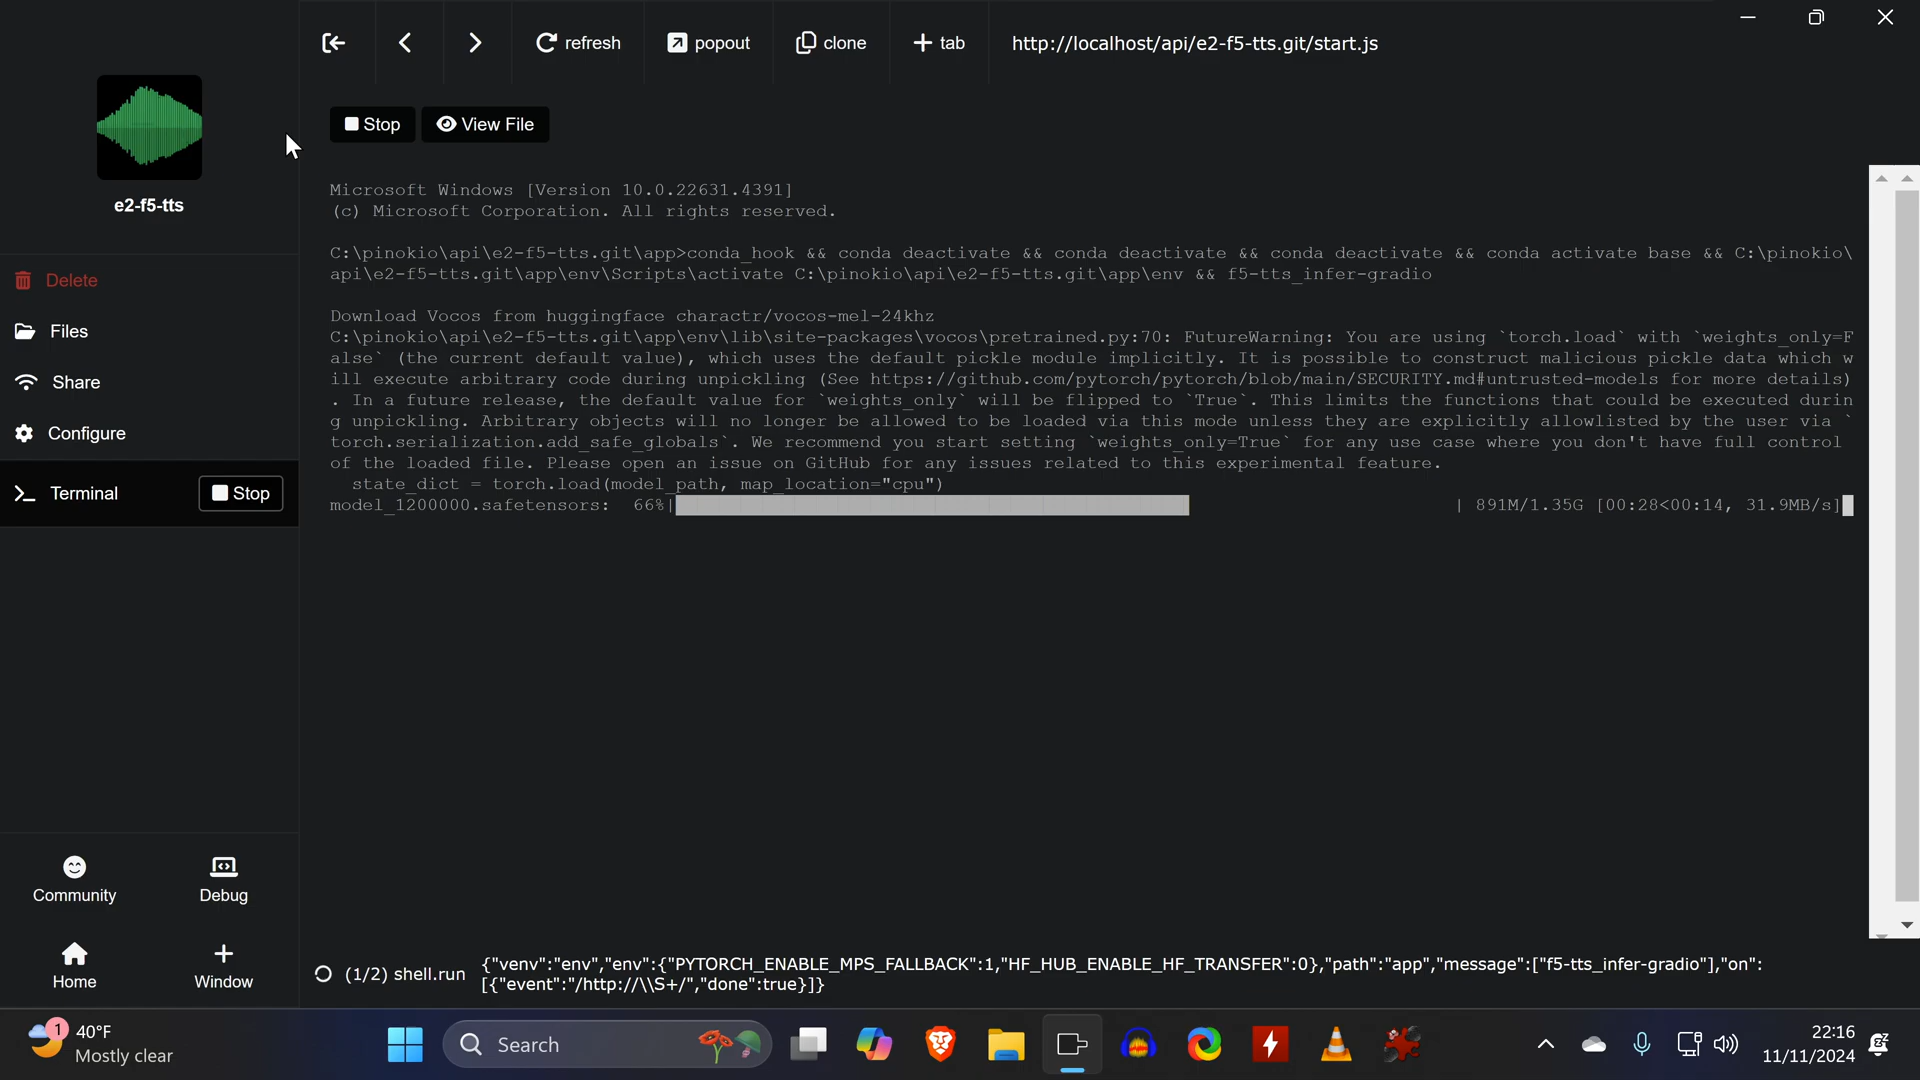 refresh
popout
clone
tab
http://localhost/api/e2-f5-tts.git/start.js
Stop
View File
e2-f5-tts
Delete
Files
Share
Configure
Terminal
Stop
Community
Debug
Home
Window
Microsoft Windows [Version 10.0.22631.4391]
(c) Microsoft Corporation. All rights reserved.
C:\pinokio\api\e2-f5-tts.git\app>conda_hook && conda deactivate && conda deactivate && conda deactivate && conda activate base && C:\pinokio\
api\e2-f5-tts.git\app\env\Scripts\activate C:\pinokio\api\e2-f5-tts.git\app\env && f5-tts_infer-gradio
Download Vocos from huggingface charactr/vocos-mel-24khz
C:\pinokio\api\e2-f5-tts.git\app\env\lib\site-packages\vocos\pretrained.py:70: FutureWarning: You are using `torch.load` with `weights_only=F
alse` (the current default value), which uses the default pickle module implicitly. It is possible to construct malicious pickle data which w
ill execute arbitrary code during unpickling (See https://github.com/pytorch/pytorch/blob/main/SECURITY.md#untrusted-models for more details)
. In a future release, the default value for `weights_only` will be flipped to `True`. This limits the functions that could be executed durin
g unpickling. Arbitrary objects will no longer be allowed to be loaded via this mode unless they are explicitly allowlisted by the user via `
torch.serialization.add_safe_globals`. We recommend you start setting `weights_only=True` for any use case where you don't have full control
of the loaded file. Please open an issue on GitHub for any issues related to this experimental feature.
state_dict = torch.load(model_path, map_location="cpu")
model_1200000.safetensors: 66%| | 891M/1.35G [00:28<00:14, 31.9MB/s]
(1/2) shell.run
{"venv":"env","env":{"PYTORCH_ENABLE_MPS_FALLBACK":1,"HF_HUB_ENABLE_HF_TRANSFER":0},"path":"app","message":["f5-tts_infer-gradio"],"on":
[{"event":"/http://\\S+/","done":true}]}
1
40°F
Mostly clear
Search
22:16
11/11/2024